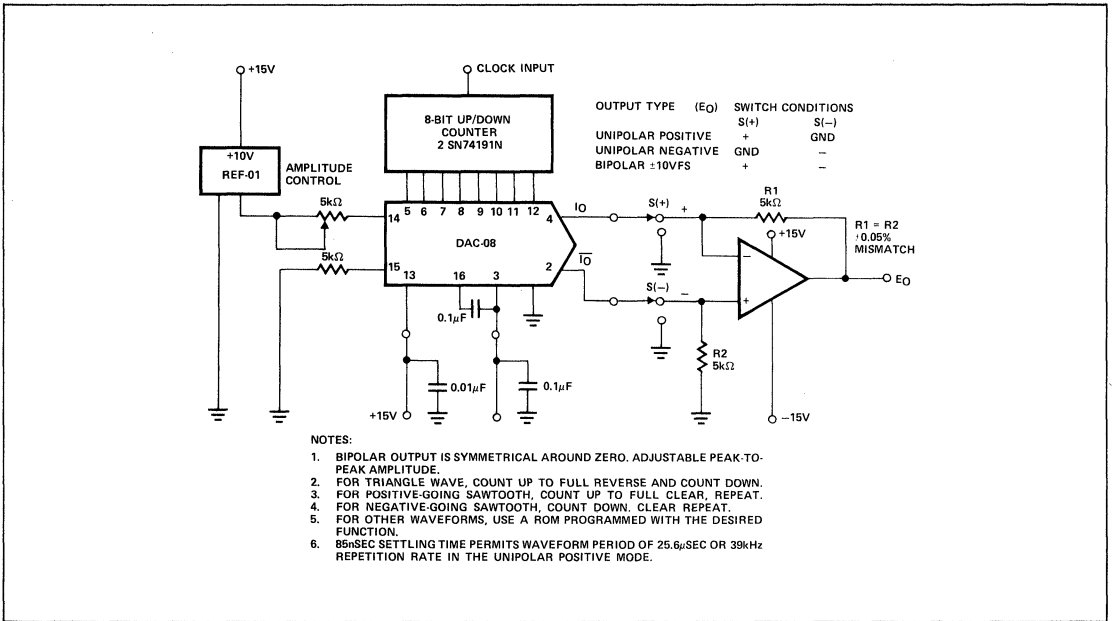 +15V
CLOCK INPUT
8-BIT UP/DOWN
COUNTER
2 SN74191N
OUTPUT TYPE (EO) SWITCH CONDITIONS
S(+) S(−)
UNIPOLAR POSITIVE + GND
UNIPOLAR NEGATIVE GND −
BIPOLAR ±10VFS + −
+10V
REF-01
AMPLITUDE
CONTROL
5kΩ
5kΩ
14
15
5 6 7 8 9 10 11 12
DAC-08
4
2
13 16 3
IO
IO
S(+)
+
S(−)
−
R1
5kΩ
+15V
−
+
R1 = R2
±0.05%
MISMATCH
EO
R2
5kΩ
−15V
0.1μF
0.01μF
0.1μF
+15V
NOTES:
1. BIPOLAR OUTPUT IS SYMMETRICAL AROUND ZERO. ADJUSTABLE PEAK-TO-
PEAK AMPLITUDE.
2. FOR TRIANGLE WAVE, COUNT UP TO FULL REVERSE AND COUNT DOWN.
3. FOR POSITIVE-GOING SAWTOOTH, COUNT UP TO FULL CLEAR, REPEAT.
4. FOR NEGATIVE-GOING SAWTOOTH, COUNT DOWN. CLEAR REPEAT.
5. FOR OTHER WAVEFORMS, USE A ROM PROGRAMMED WITH THE DESIRED
FUNCTION.
6. 85nSEC SETTLING TIME PERMITS WAVEFORM PERIOD OF 25.6μSEC OR 39kHz
REPETITION RATE IN THE UNIPOLAR POSITIVE MODE.